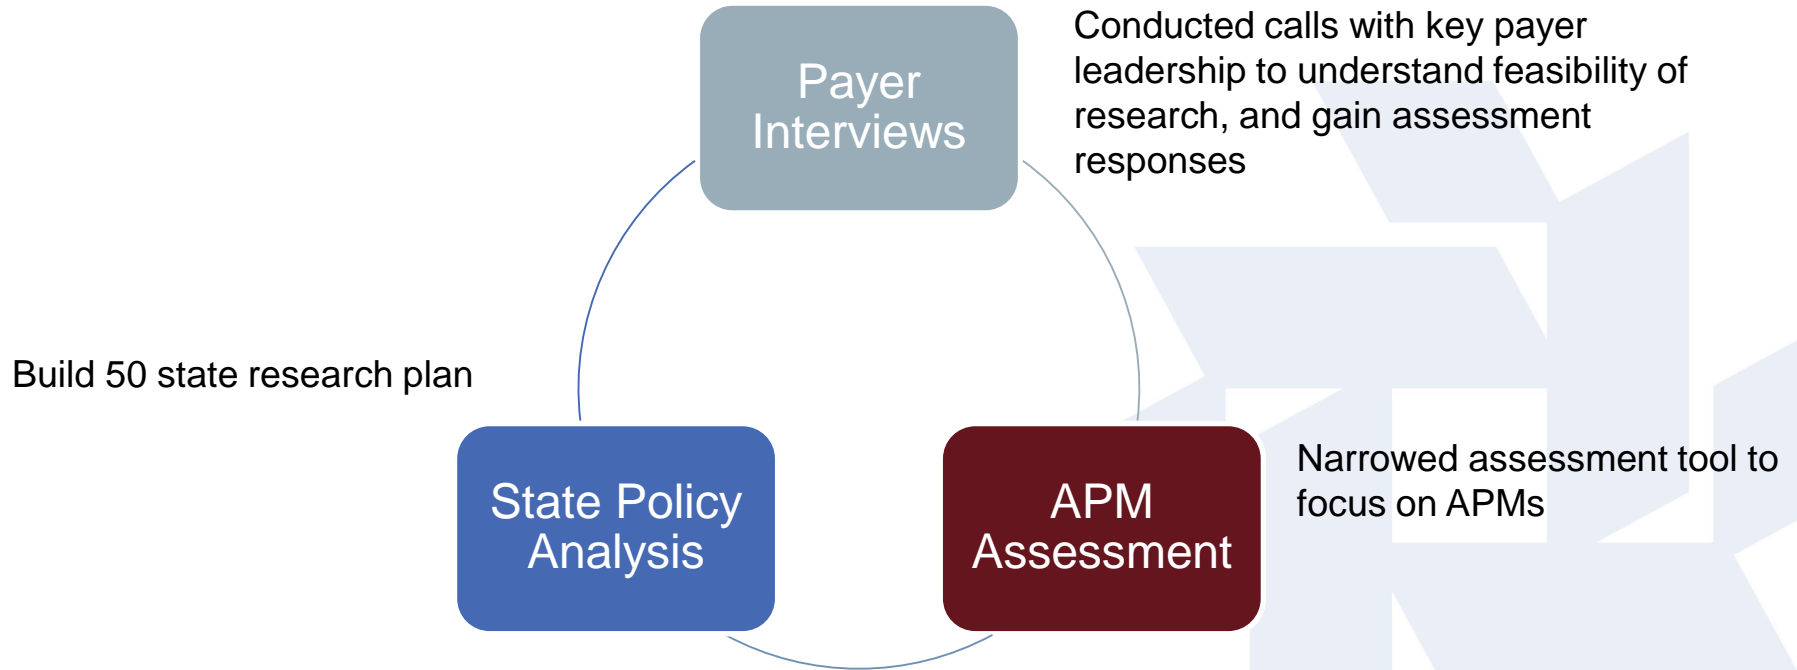 Payer
Interviews
Conducted calls with key payer
leadership to understand feasibility of
research, and gain assessment
responses
Build 50 state research plan
State Policy
Analysis
APM
Assessment
Narrowed assessment tool to
focus on APMs